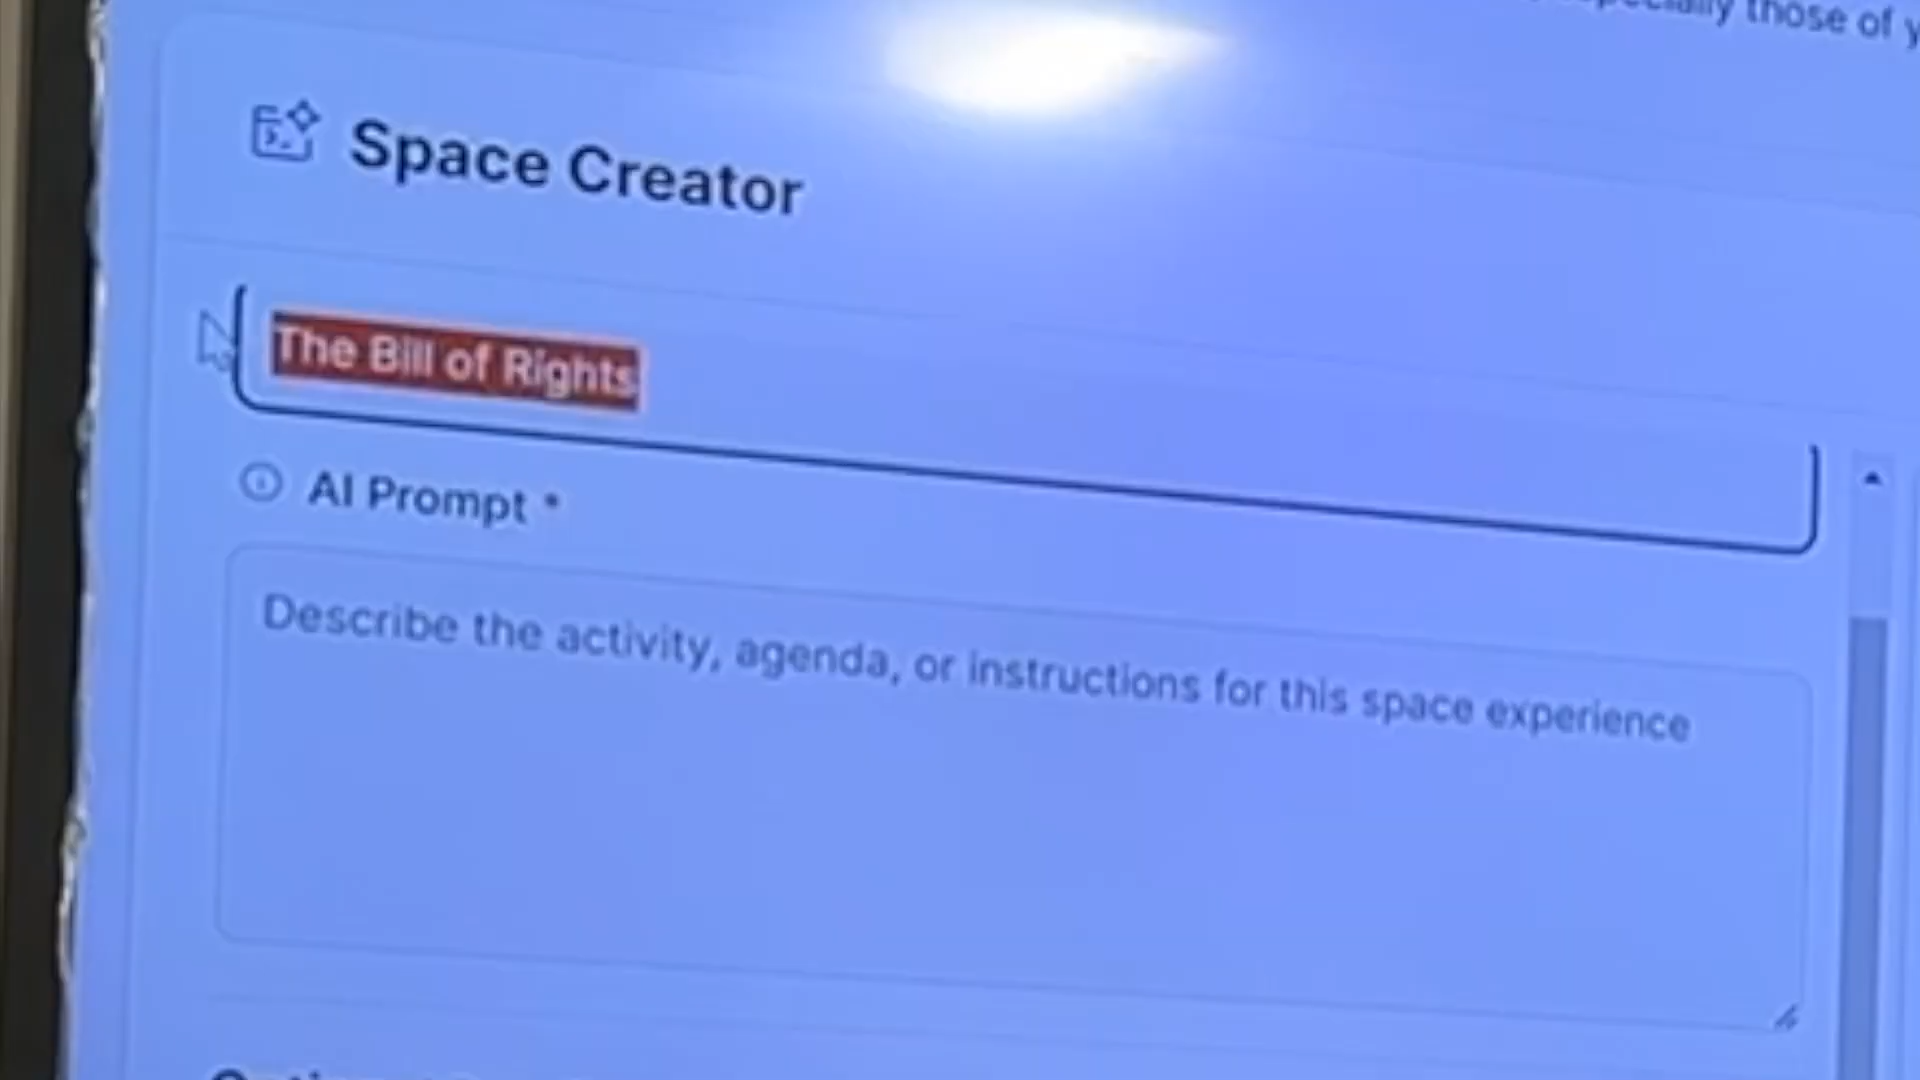 those of
Space Creator
The Bill of Rights
AI Prompt *
Describe the activity, agenda, or instructions for this space experience